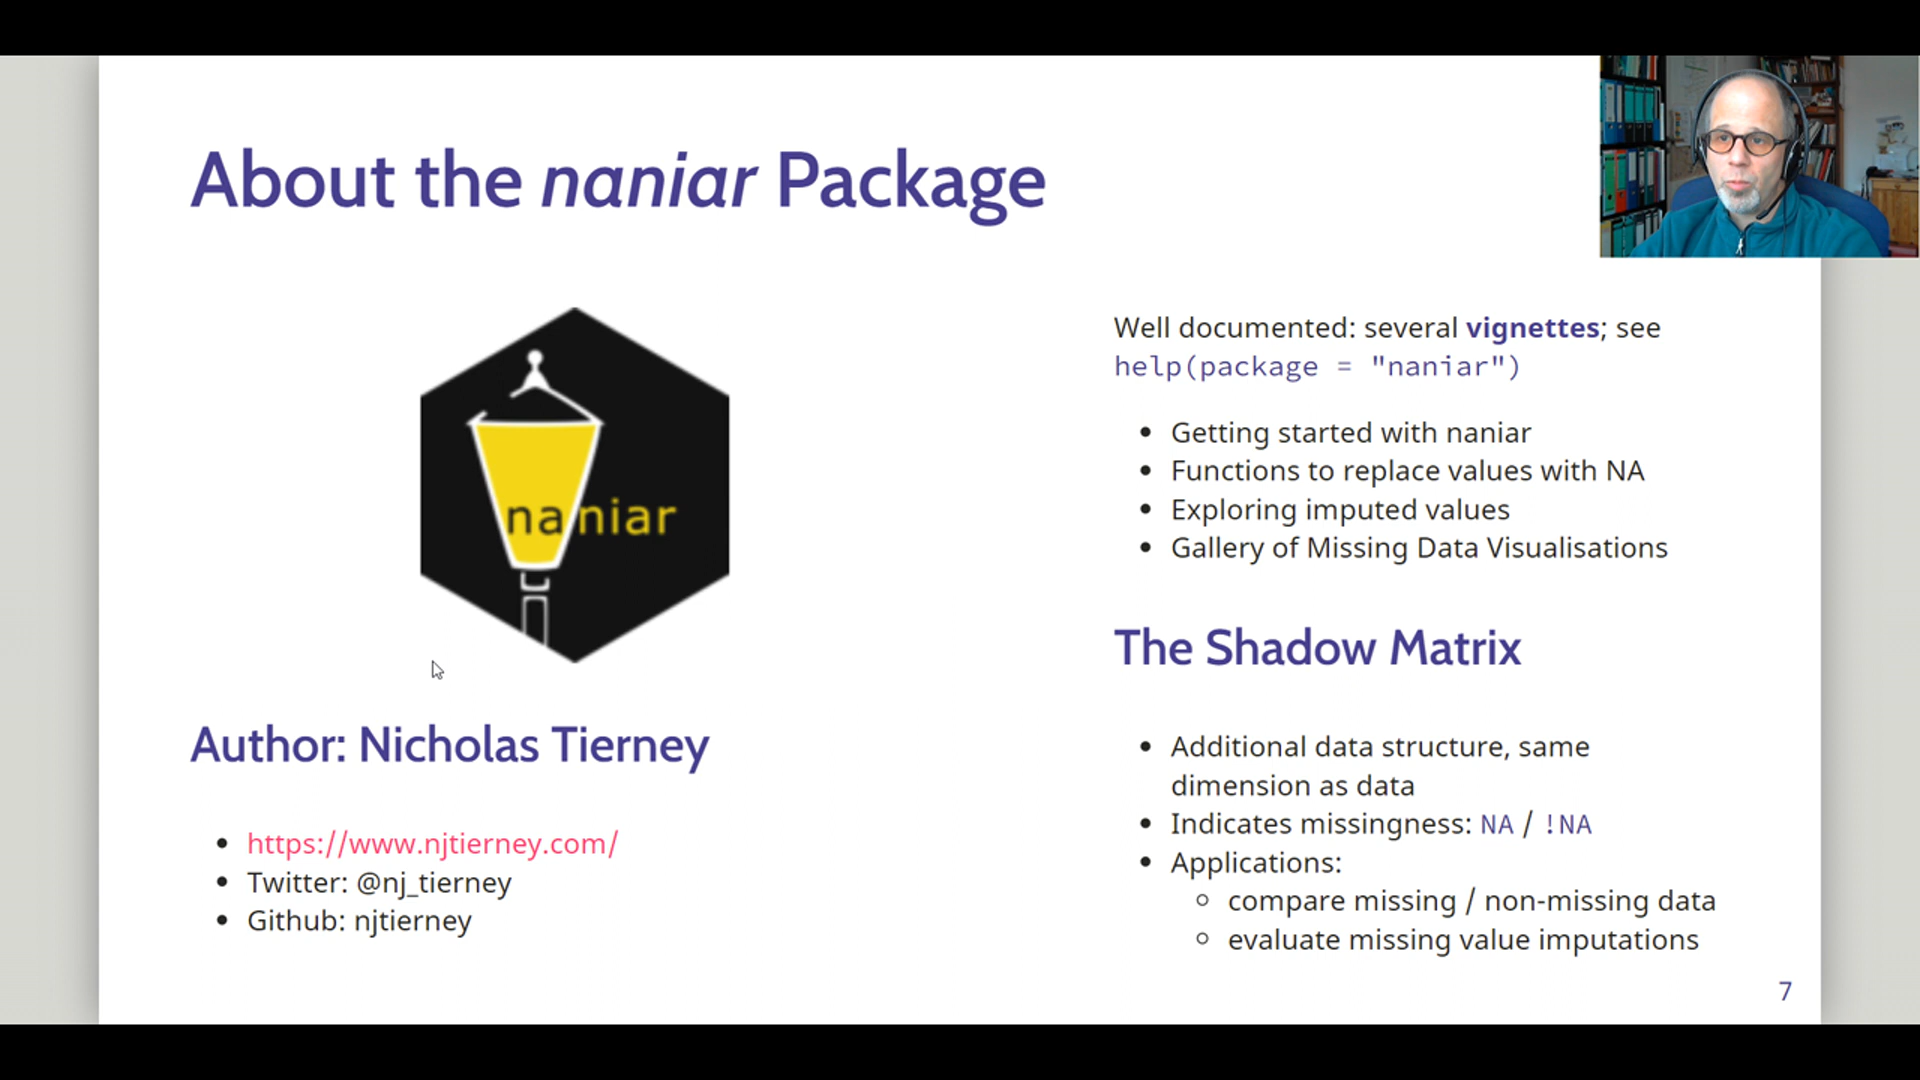 About the naniar Package
naniar
Author: Nicholas Tierney
https://www.njtierney.com/
Twitter: @nj_tierney
Github: njtierney
Well documented: several vignettes; see
help(package = "naniar")
Getting started with naniar
Functions to replace values with NA
Exploring imputed values
Gallery of Missing Data Visualisations
The Shadow Matrix
Additional data structure, same
dimension as data
Indicates missingness: NA / !NA
Applications:
compare missing / non-missing data
evaluate missing value imputations
7